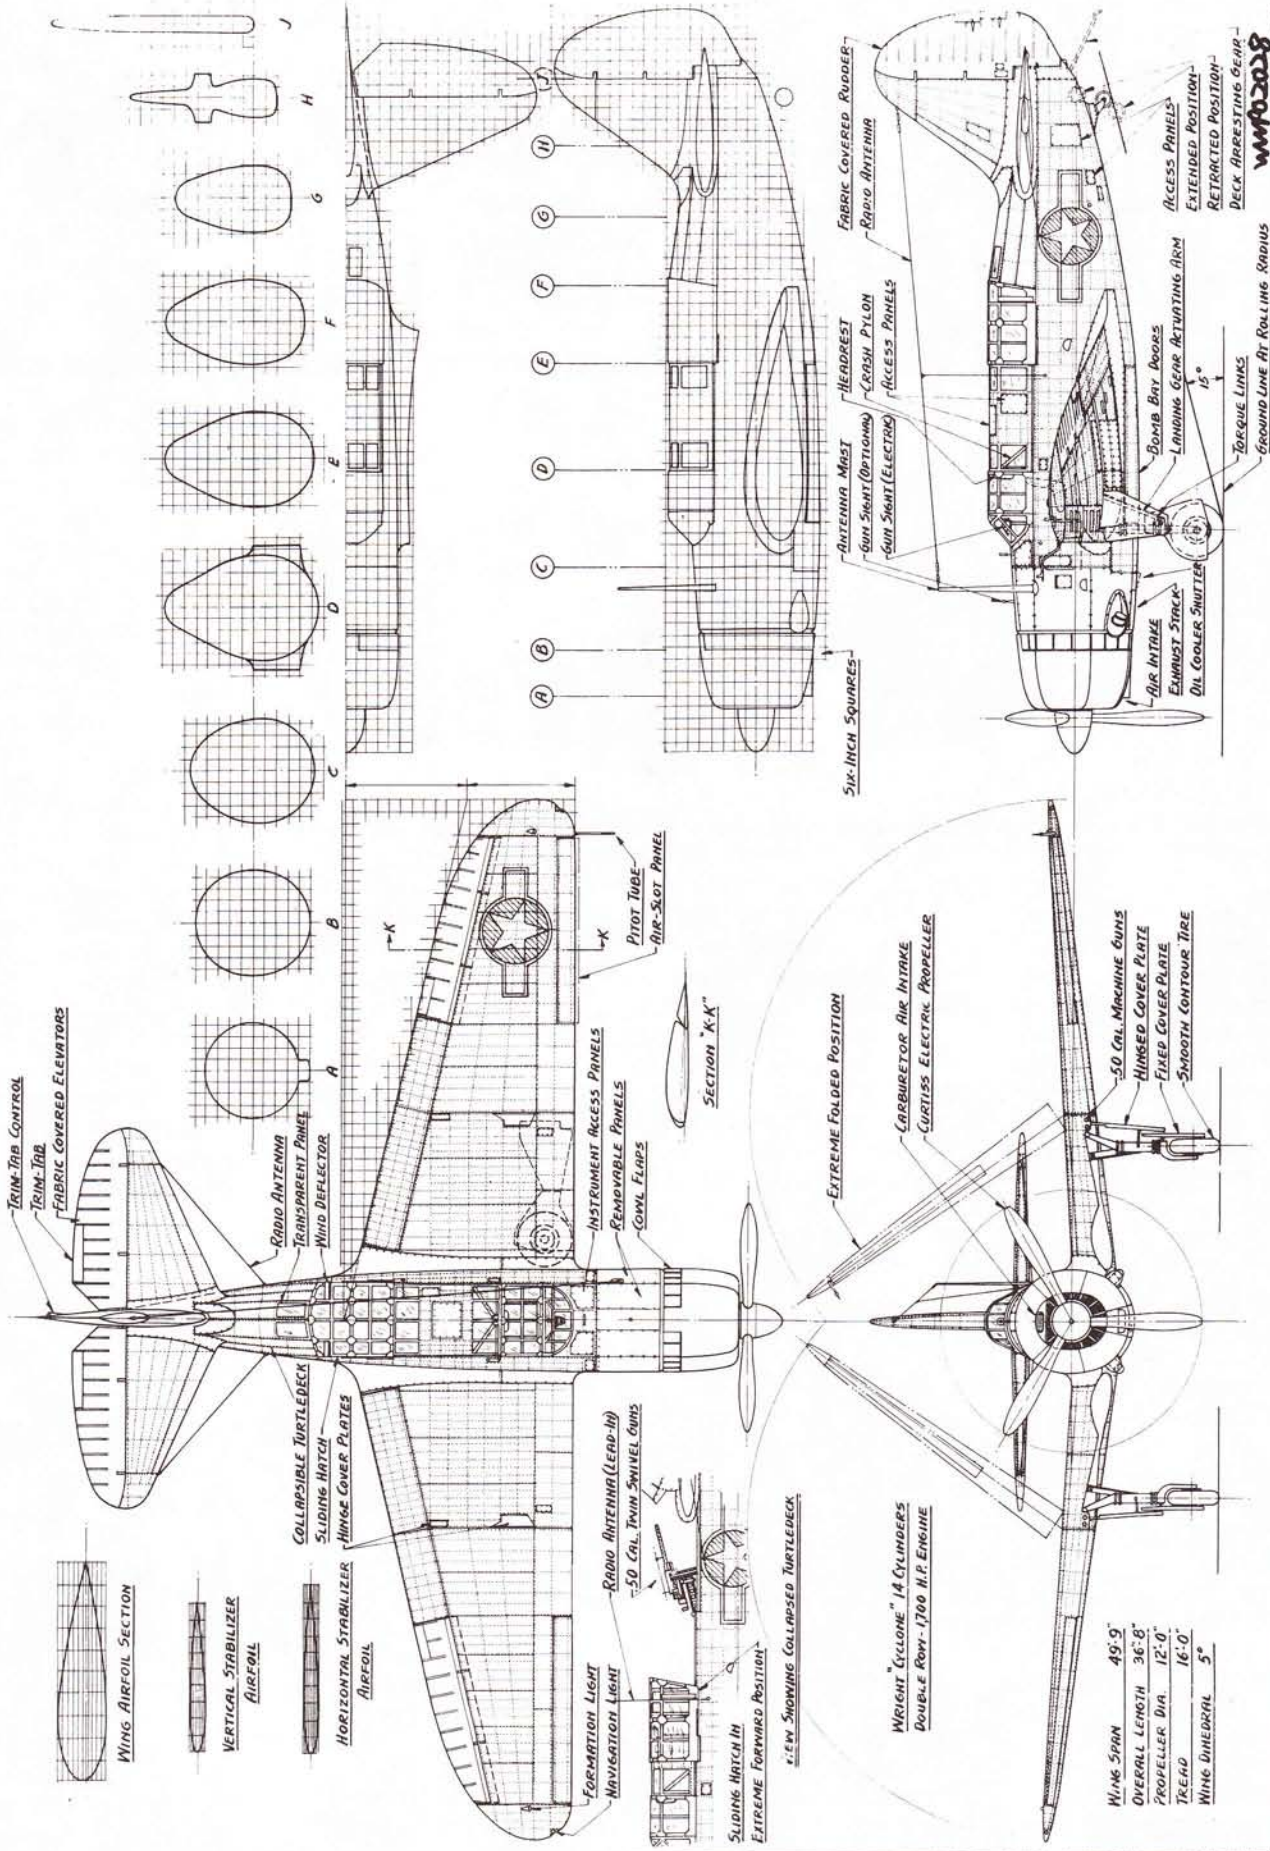 WING AIRFOIL SECTION
VERTICAL STABILIZER
AIRFOIL
HORIZONTAL STABILIZER
AIRFOIL
TRIM-TAB CONTROL
TRIM-TAB
FABRIC COVERED ELEVATORS
RADIO ANTENNA
TRANSPARENT PANEL
WIND DEFLECTOR
COLLAPSIBLE TURTLEDECK
SLIDING HATCH
HINGE COVER PLATES
INSTRUMENT ACCESS PANELS
REMOVABLE PANELS
COWL FLAPS
FORMATION LIGHT
NAVIGATION LIGHT
K
K
PITOT TUBE
AIR-SLOT PANEL
SECTION "K-K"
A
B
C
D
E
F
G
H
J
A
B
C
D
E
F
G
H
J
SIX-INCH SQUARES
RADIO ANTENNA (LEAD-IN)
.50 CAL. TWIN SWIVEL GUNS
SLIDING HATCH IN
EXTREME FORWARD POSITION
VIEW SHOWING COLLAPSED TURTLEDECK
WRIGHT "CYCLONE" 14 CYLINDERS
DOUBLE ROW-1,700 H.P. ENGINE
WING SPAN 49'-9"
OVERALL LENGTH 36'-8"
PROPELLER DIA. 12'-0"
TREAD 16'-0"
WING DIHEDRAL 5°
EXTREME FOLDED POSITION
CARBURETOR AIR INTAKE
CURTISS ELECTRIC PROPELLER
.50 CAL MACHINE GUNS
HINGED COVER PLATE
FIXED COVER PLATE
SMOOTH CONTOUR TIRE
FABRIC COVERED RUDDER
RADIO ANTENNA
ANTENNA MAST
HEADREST
GUN SIGHT (OPTIONAL)
CRASH PYLON
GUN SIGHT (ELECTRIC)
ACCESS PANELS
AIR INTAKE
EXHAUST STACK
OIL COOLER SHUTTER
BOMB BAY DOORS
LANDING GEAR ACTUATING ARM
15°
TORQUE LINKS
GROUND LINE AT ROLLING RADIUS
ACCESS PANELS
EXTENDED POSITION
RETRACTED POSITION
DECK ARRESTING GEAR